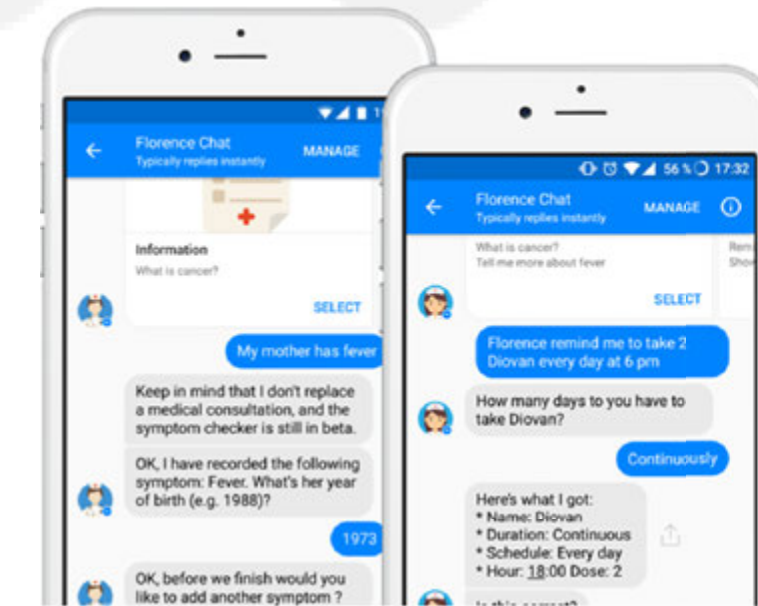 Florence Chat
Typically replies instantly
MANAGE
Information
What is cancer?
SELECT
My mother has fever
Keep in mind that I don't replace
a medical consultation, and the
symptom checker is still in beta.
OK, I have recorded the following
symptom: Fever. What's her year
of birth (e.g. 1988)?
1973
OK, before we finish would you
like to add another symptom ?
56 % 17:32
Florence Chat
Typically replies instantly
MANAGE
What is cancer?
Tell me more about fever
SELECT
Florence remind me to take 2
Diovan every day at 6 pm
How many days to you have to
take Diovan?
Continuously
Here's what I got:
* Name: Diovan
* Duration: Continuous
* Schedule: Every day
* Hour: 18:00 Dose: 2
Is this correct?